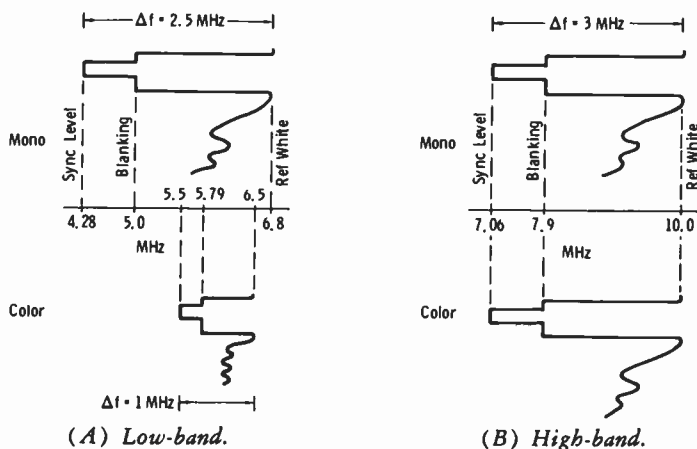 Δf = 2.5 MHz
Mono
Sync Level
Blanking
Ref White
5.5 5.79 6.5
4.28 5.0 6.8
MHz
Color
Δf = 1 MHz
(A) Low-band.
Δf = 3 MHz
Mono
Sync Level
Blanking
Ref White
7.06 7.9 10.0
MHz
Color
(B) High-band.